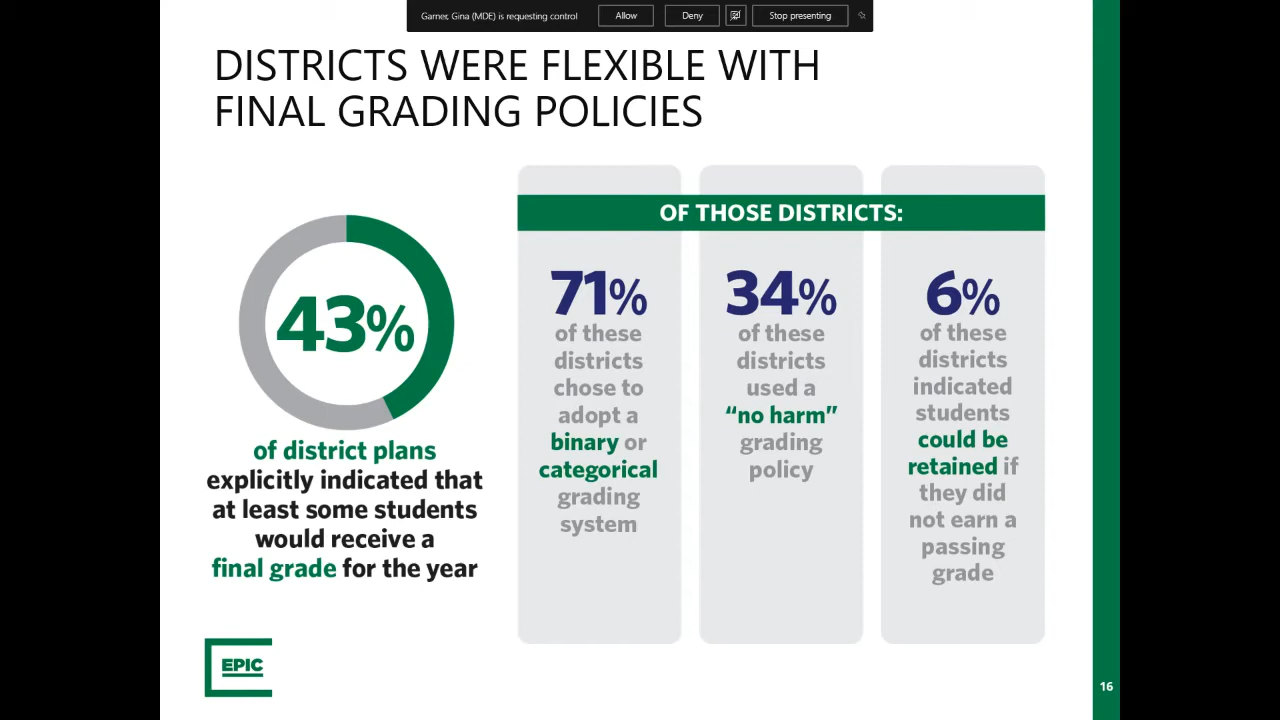 Garner, Gina (MDE) is requesting control
Allow
Deny
Stop presenting
DISTRICTS WERE FLEXIBLE WITH
FINAL GRADING POLICIES
43%
of district plans
explicitly indicated that
at least some students
would receive a
final grade for the year
OF THOSE DISTRICTS:
71%
of these
districts
chose to
adopt a
binary or
categorical
grading
system
34%
of these
districts
used a
“no harm”
grading
policy
6%
of these
districts
indicated
students
could be
retained if
they did
not earn a
passing
grade
EPIC
16